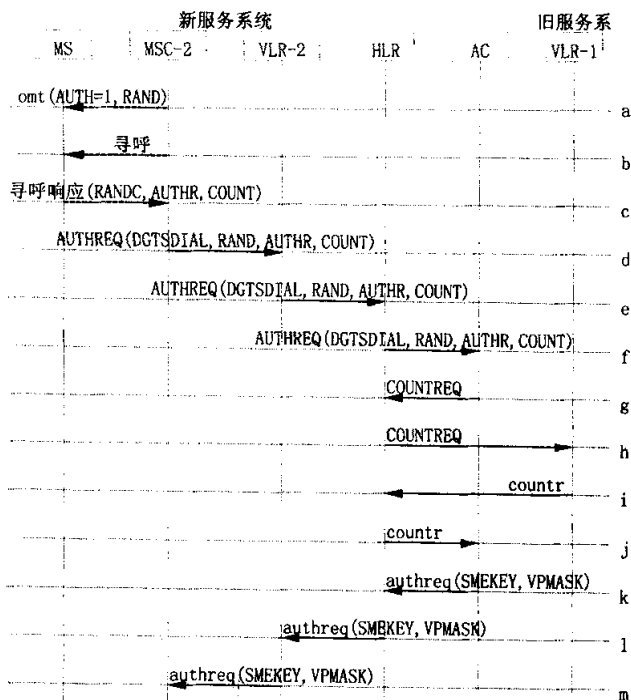 新服务系统 旧服务系
MS MSC-2 VLR-2 HLR AC VLR-1
omt(AUTH=1, RAND) a
寻呼 b
寻呼响应(RANDC, AUTHR, COUNT) c
AUTHREQ(DGTSDIAL, RAND, AUTHR, COUNT) d
AUTHREQ(DGTSDIAL, RAND, AUTHR, COUNT) e
AUTHREQ(DGTSDIAL, RAND, AUTHR, COUNT) f
COUNTREQ g
COUNTREQ h
countr i
countr j
authreq(SMEKEY, VPMASK) k
authreq(SMEKEY, VPMASK) l
authreq(SMEKEY, VPMASK) m